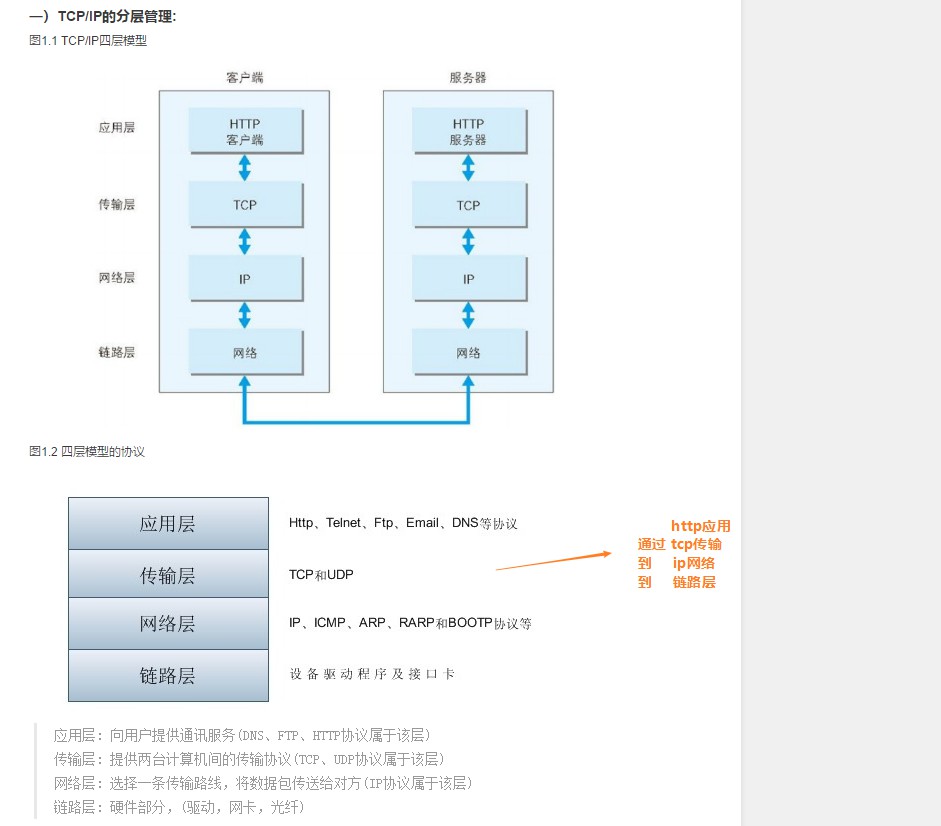 一）TCP/IP的分层管理:
图1.1 TCP/IP四层模型
客户端 服务器
应用层 HTTP HTTP
客户端 服务器
传输层 TCP TCP
网络层 IP IP
链路层 网络 网络
图1.2 四层模型的协议
应用层 Http、Telnet、Ftp、Email、DNS等协议
传输层 TCP和UDP
网络层 IP、ICMP、ARP、RARP和BOOTP协议等
链路层 设备驱动程序及接口卡
http应用
通过 tcp传输
到 ip网络
到 链路层
应用层: 向用户提供通讯服务(DNS、FTP、HTTP协议属于该层)
传输层: 提供两台计算机间的传输协议(TCP、UDP协议属于该层)
网络层: 选择一条传输路线，将数据包传送给对方(IP协议属于该层)
链路层: 硬件部分，(驱动，网卡，光纤)